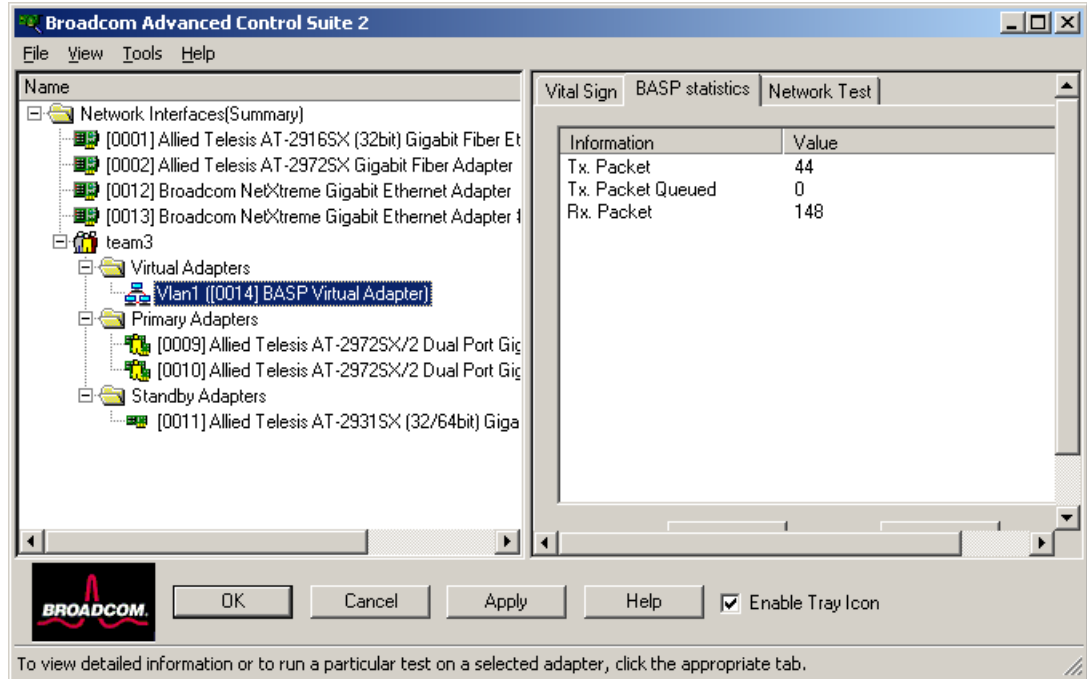 Broadcom Advanced Control Suite 2
File View Tools Help
Name
Network Interfaces(Summary)
[0001] Allied Telesis AT-2916SX (32bit) Gigabit Fiber Et
[0002] Allied Telesis AT-2972SX Gigabit Fiber Adapter
[0012] Broadcom NetXtreme Gigabit Ethernet Adapter
[0013] Broadcom NetXtreme Gigabit Ethernet Adapter #
team3
Virtual Adapters
Vlan1 ([0014] BASP Virtual Adapter)
Primary Adapters
[0009] Allied Telesis AT-2972SX/2 Dual Port Gig
[0010] Allied Telesis AT-2972SX/2 Dual Port Gig
Standby Adapters
[0011] Allied Telesis AT-2931SX (32/64bit) Giga
Vital Sign BASP statistics Network Test
Information Value
Tx. Packet 44
Tx. Packet Queued 0
Rx. Packet 148
BROADCOM.
OK Cancel Apply Help Enable Tray Icon
To view detailed information or to run a particular test on a selected adapter, click the appropriate tab.